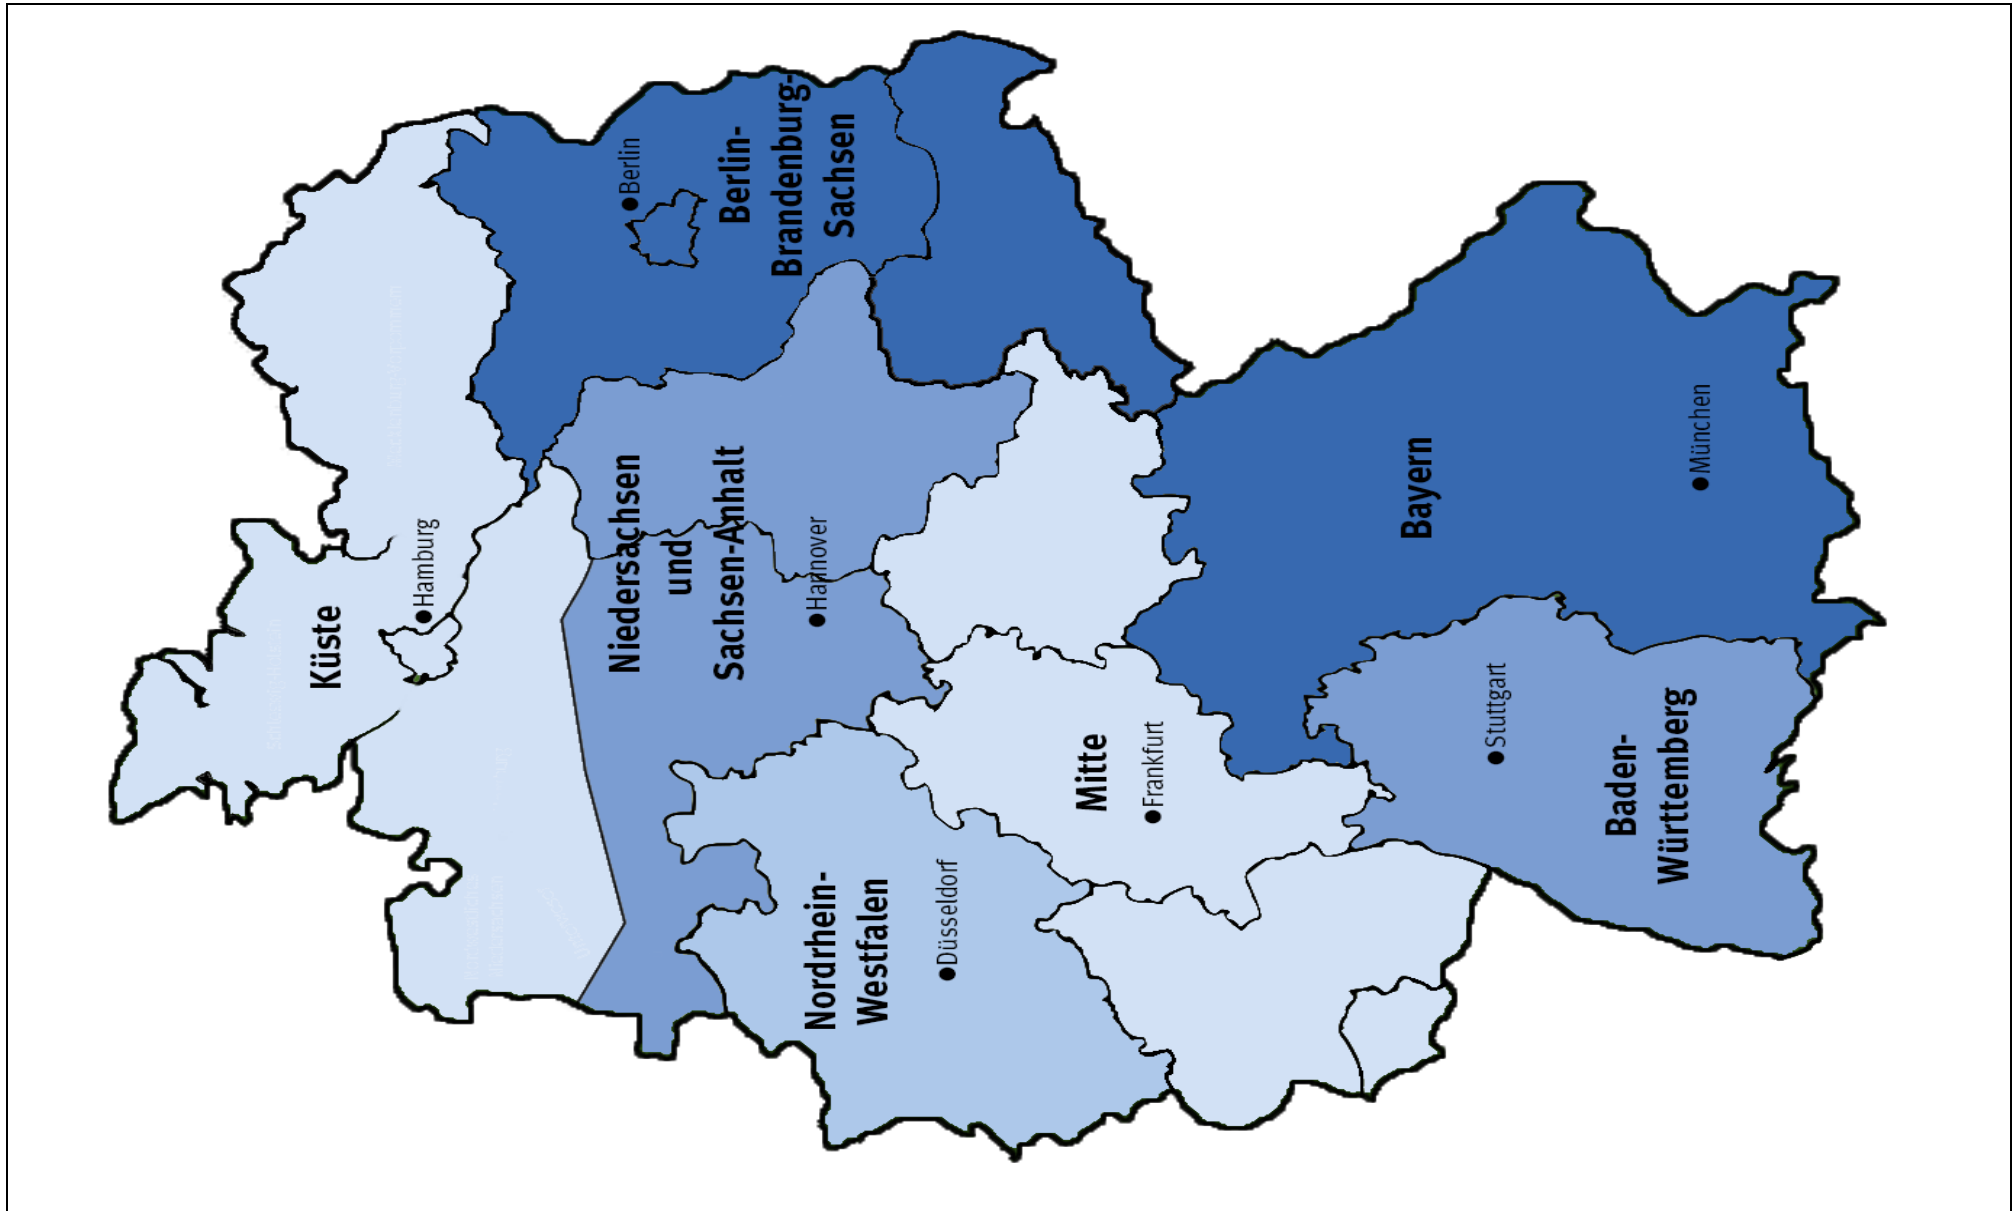 Küste
Hamburg
Berlin
Berlin-
Brandenburg-
Sachsen
Niedersachsen
und
Sachsen-Anhalt
Hannover
Nordrhein-
Westfalen
Düsseldorf
Mitte
Frankfurt
Bayern
München
Stuttgart
Baden-
Württemberg